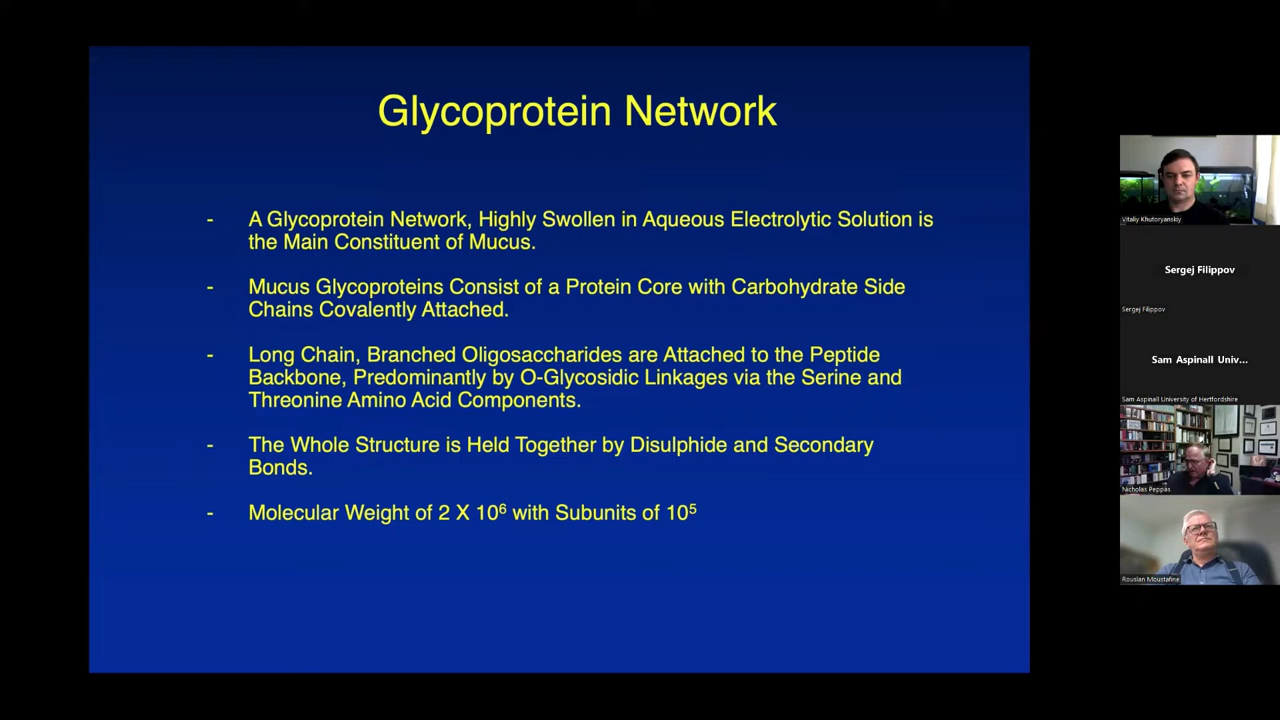 Glycoprotein Network
- A Glycoprotein Network, Highly Swollen in Aqueous Electrolytic Solution is
the Main Constituent of Mucus.
- Mucus Glycoproteins Consist of a Protein Core with Carbohydrate Side
Chains Covalently Attached.
- Long Chain, Branched Oligosaccharides are Attached to the Peptide
Backbone, Predominantly by O-Glycosidic Linkages via the Serine and
Threonine Amino Acid Components.
- The Whole Structure is Held Together by Disulphide and Secondary
Bonds.
- Molecular Weight of 2 X 10⁶ with Subunits of 10⁵
Vitaliy Khutoryanskiy
Sergej Filippov
Sergej Filippov
Sam Aspinall Univ...
Sam Aspinall University of Hertfordshire
Nicholas Peppas
Rouslan Moustafine